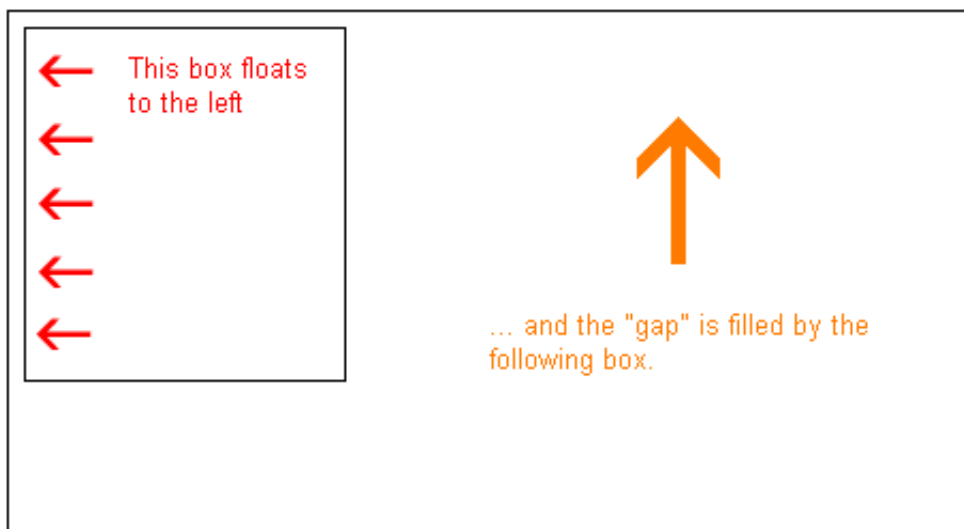 This box floats
to the left
... and the "gap" is filled by the
following box.